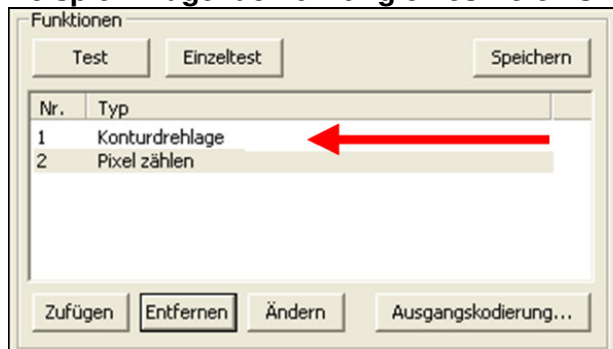 Funktionen
Test Einzeltest Speichern
Nr. Typ
1 Konturdrehlage
2 Pixel zählen
Zufügen Entfernen Ändern Ausgangskodierung...